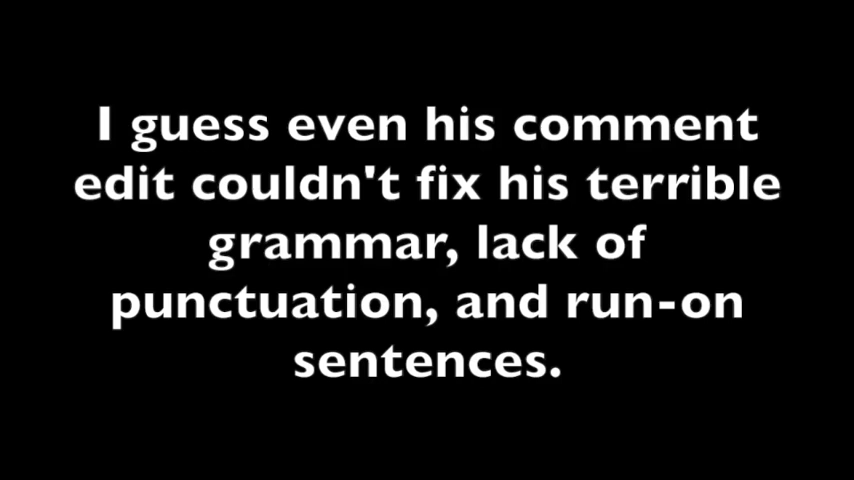 I guess even his comment
edit couldn't fix his terrible
grammar, lack of
punctuation, and run-on
sentences.